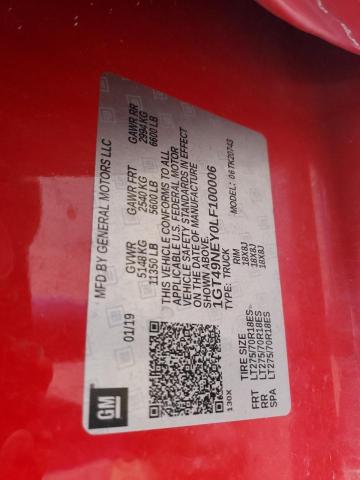 MFD BY GENERAL MOTORS LLC
01/19
GVWR GAWR FRT GAWR RR
5148 KG 2540 KG 2994 KG
11350 LB 5600 LB 6600 LB
THIS VEHICLE CONFORMS TO ALL
APPLICABLE U.S. FEDERAL MOTOR
VEHICLE SAFETY STANDARDS IN EFFECT
ON THE DATE OF MANUFACTURE
SHOWN ABOVE.
1GT49NEY0LF100006
TYPE: TRUCK MODEL: 06TK20743
130X
TIRE SIZE RIM
FRT LT275/70R18ES 18X8J
RR LT275/70R18ES 18X8J
SPA LT275/70R18ES 18X8J
GM